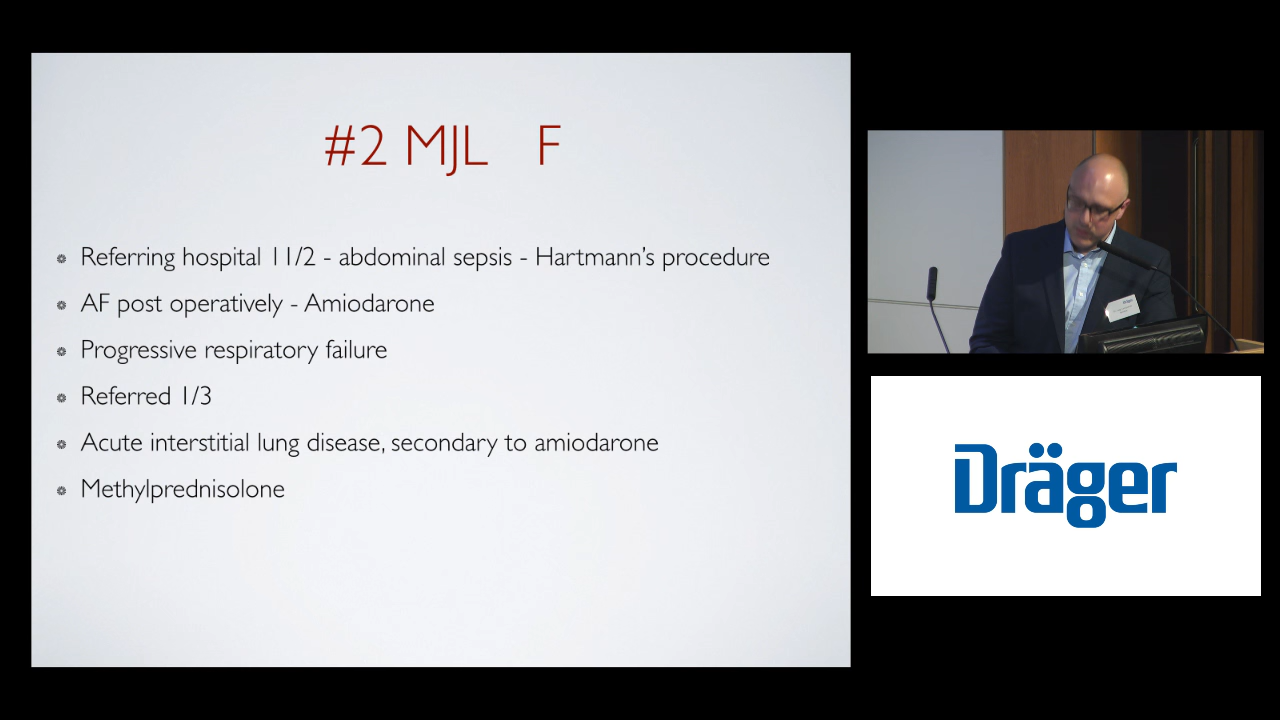 #2 MJL F
Referring hospital 11/2 - abdominal sepsis - Hartmann's procedure
AF post operatively - Amiodarone
Progressive respiratory failure
Referred 1/3
Acute interstitial lung disease, secondary to amiodarone
Methylprednisolone
Dräger